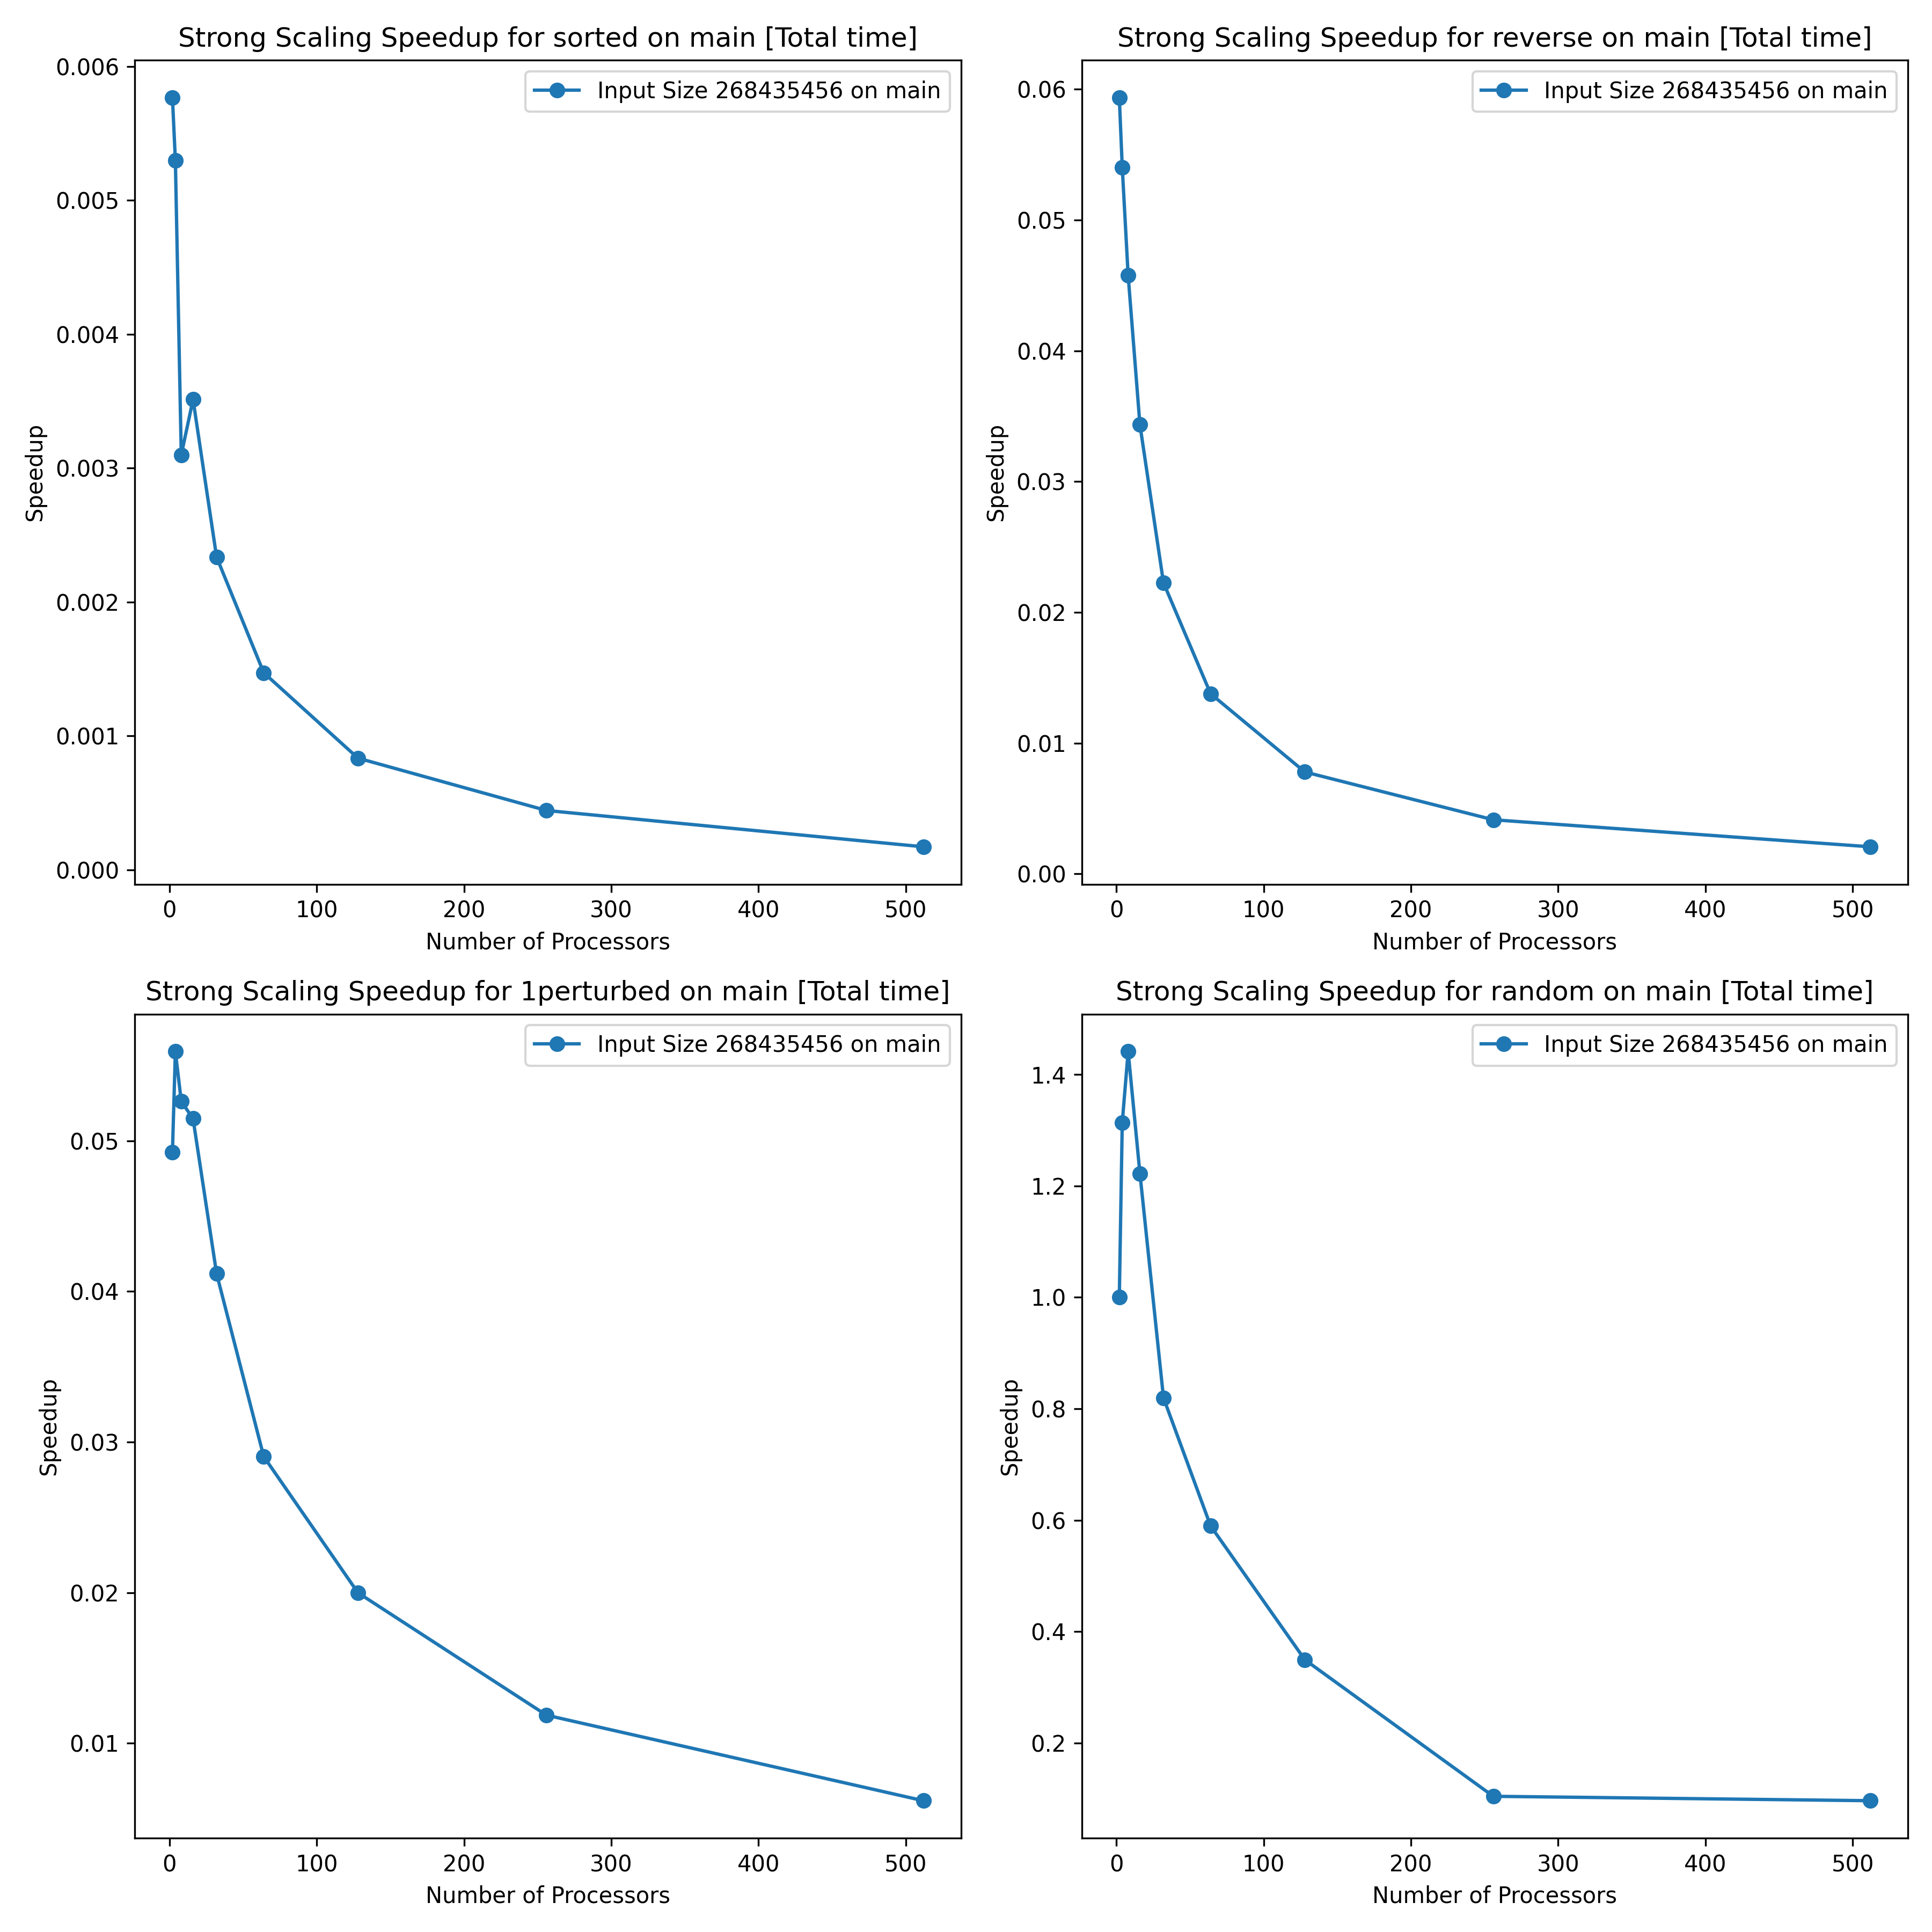 Strong Scaling Speedup for sorted on main [Total time]
Input Size 268435456 on main
0.006
0.005
0.004
0.003
0.002
0.001
0.000
Speedup
0 100 200 300 400 500
Number of Processors
Strong Scaling Speedup for reverse on main [Total time]
Input Size 268435456 on main
0.06
0.05
0.04
0.03
0.02
0.01
0.00
Speedup
0 100 200 300 400 500
Number of Processors
Strong Scaling Speedup for 1perturbed on main [Total time]
Input Size 268435456 on main
0.05
0.04
0.03
0.02
0.01
Speedup
0 100 200 300 400 500
Number of Processors
Strong Scaling Speedup for random on main [Total time]
Input Size 268435456 on main
1.4
1.2
1.0
0.8
0.6
0.4
0.2
Speedup
0 100 200 300 400 500
Number of Processors